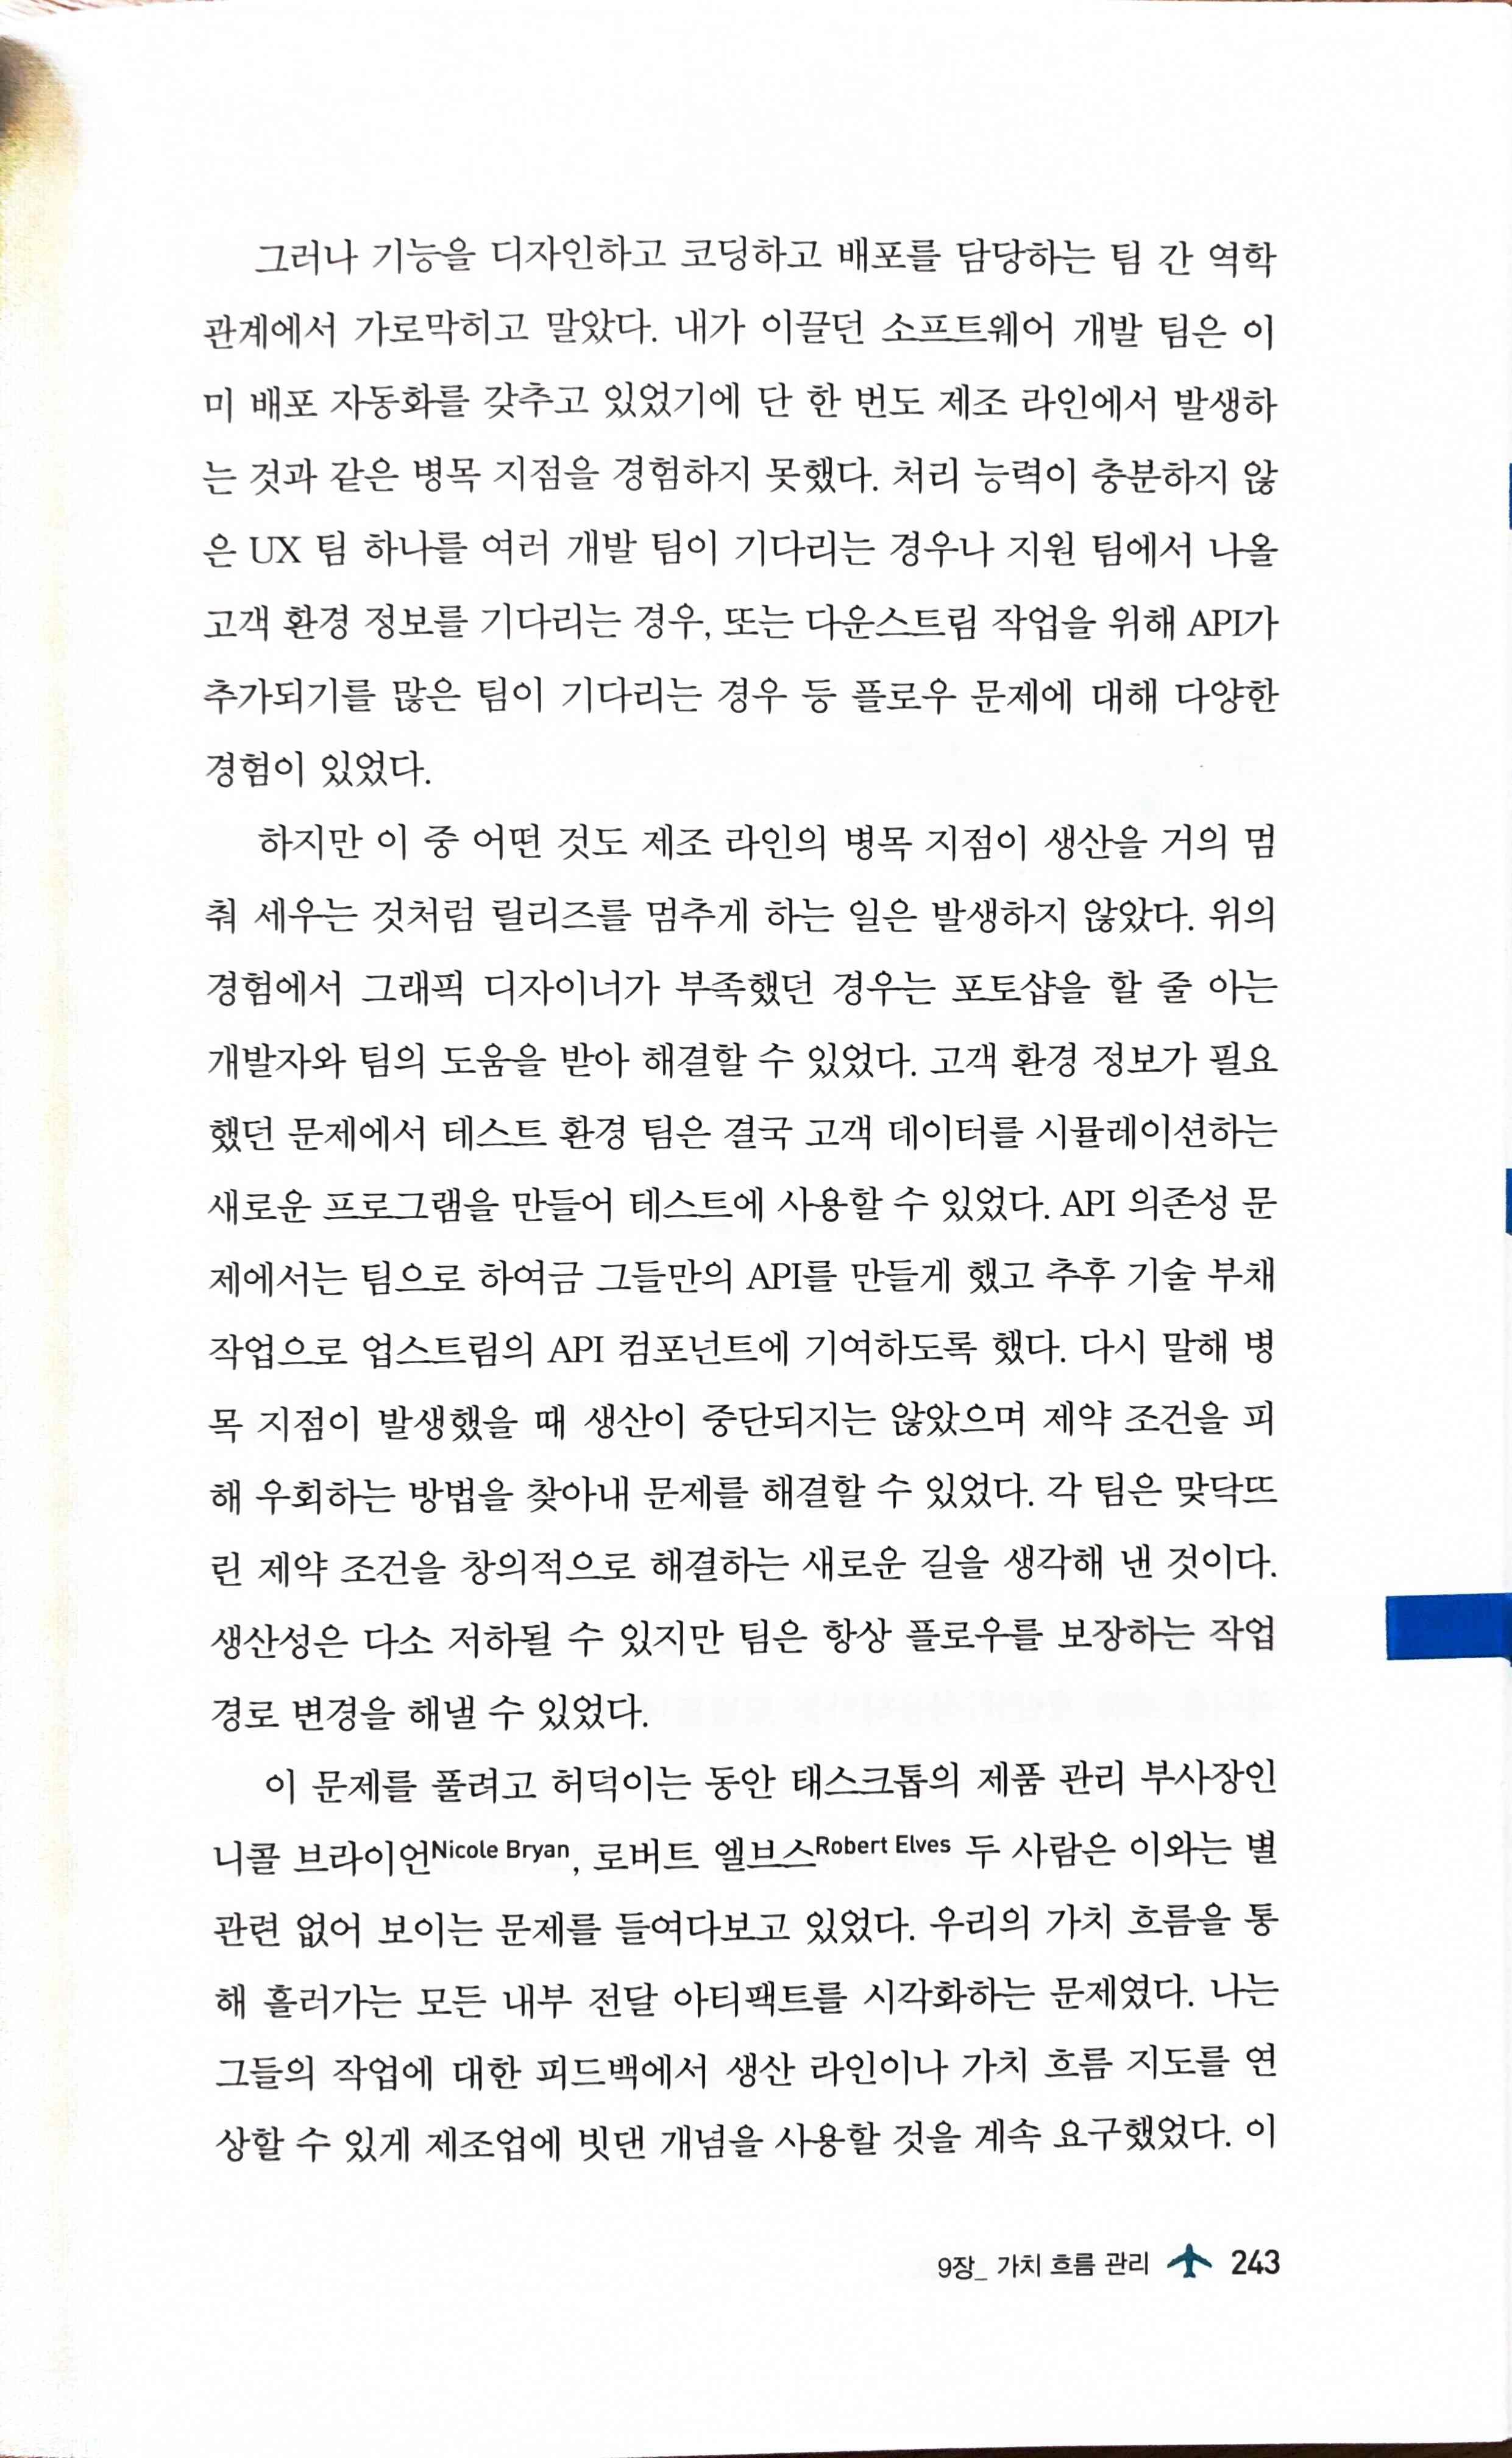 그러나 기능을 디자인하고 코딩하고 배포를 담당하는 팀 간 역학
관계에서 가로막히고 말았다. 내가 이끌던 소프트웨어 개발 팀은 이
미 배포 자동화를 갖추고 있었기에 단 한 번도 제조 라인에서 발생하
는 것과 같은 병목 지점을 경험하지 못했다. 처리 능력이 충분하지 않
은 UX 팀 하나를 여러 개발 팀이 기다리는 경우나 지원 팀에서 나올
고객 환경 정보를 기다리는 경우, 또는 다운스트림 작업을 위해 API가
추가되기를 많은 팀이 기다리는 경우 등 플로우 문제에 대해 다양한
경험이 있었다.
하지만 이 중 어떤 것도 제조 라인의 병목 지점이 생산을 거의 멈
춰 세우는 것처럼 릴리즈를 멈추게 하는 일은 발생하지 않았다. 위의
경험에서 그래픽 디자이너가 부족했던 경우는 포토샵을 할 줄 아는
개발자와 팀의 도움을 받아 해결할 수 있었다. 고객 환경 정보가 필요
했던 문제에서 테스트 환경 팀은 결국 고객 데이터를 시뮬레이션하는
새로운 프로그램을 만들어 테스트에 사용할 수 있었다. API 의존성 문
제에서는 팀으로 하여금 그들만의 API를 만들게 했고 추후 기술 부채
작업으로 업스트림의 API 컴포넌트에 기여하도록 했다. 다시 말해 병
목 지점이 발생했을 때 생산이 중단되지는 않았으며 제약 조건을 피
해 우회하는 방법을 찾아내 문제를 해결할 수 있었다. 각 팀은 맞닥뜨
린 제약 조건을 창의적으로 해결하는 새로운 길을 생각해 낸 것이다.
생산성은 다소 저하될 수 있지만 팀은 항상 플로우를 보장하는 작업
경로 변경을 해낼 수 있었다.
이 문제를 풀려고 허덕이는 동안 태스크톱의 제품 관리 부사장인
니콜 브라이언Nicole Bryan, 로버트 엘브스Robert Elves 두 사람은 이와는 별
관련 없어 보이는 문제를 들여다보고 있었다. 우리의 가치 흐름을 통
해 흘러가는 모든 내부 전달 아티팩트를 시각화하는 문제였다. 나는
그들의 작업에 대한 피드백에서 생산 라인이나 가치 흐름 지도를 연
상할 수 있게 제조업에 빗댄 개념을 사용할 것을 계속 요구했었다. 이
9장_ 가치 흐름 관리 243